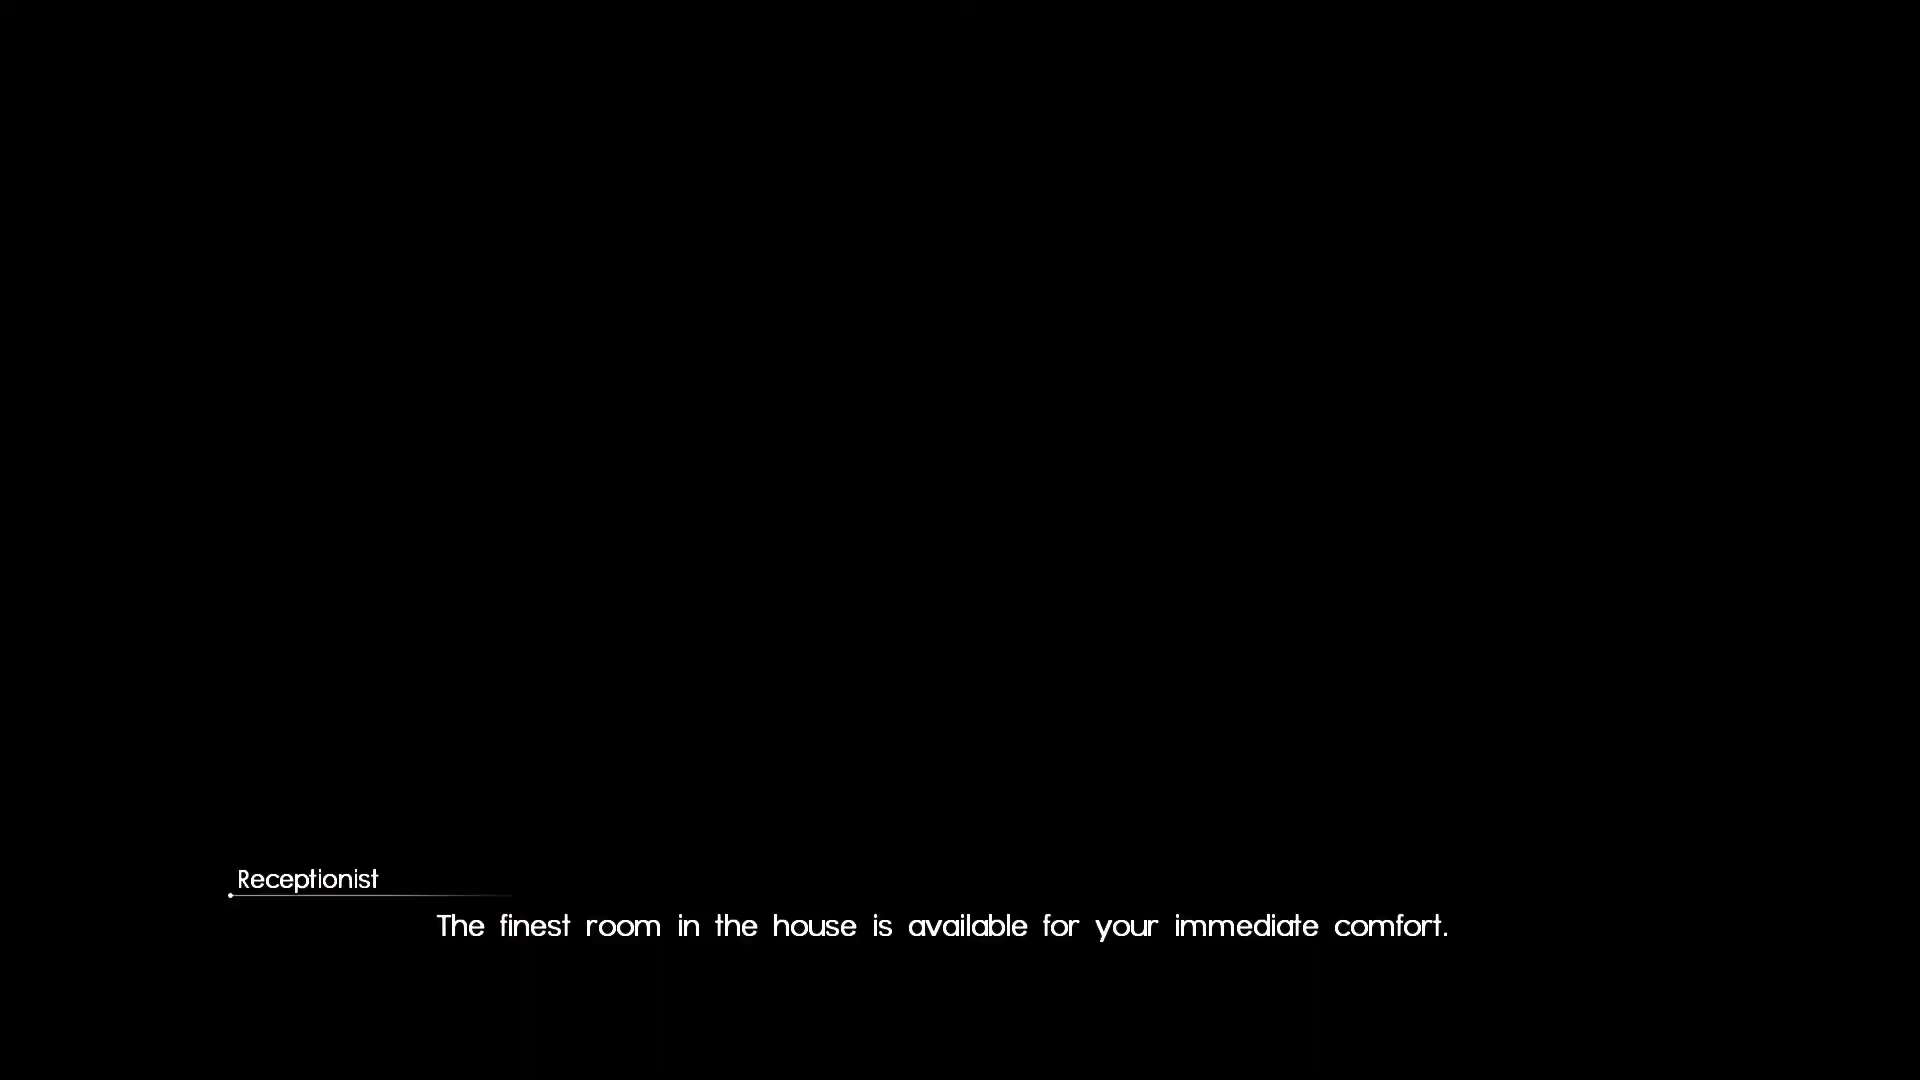 Receptionist
The finest room in the house is available for your immediate comfort.